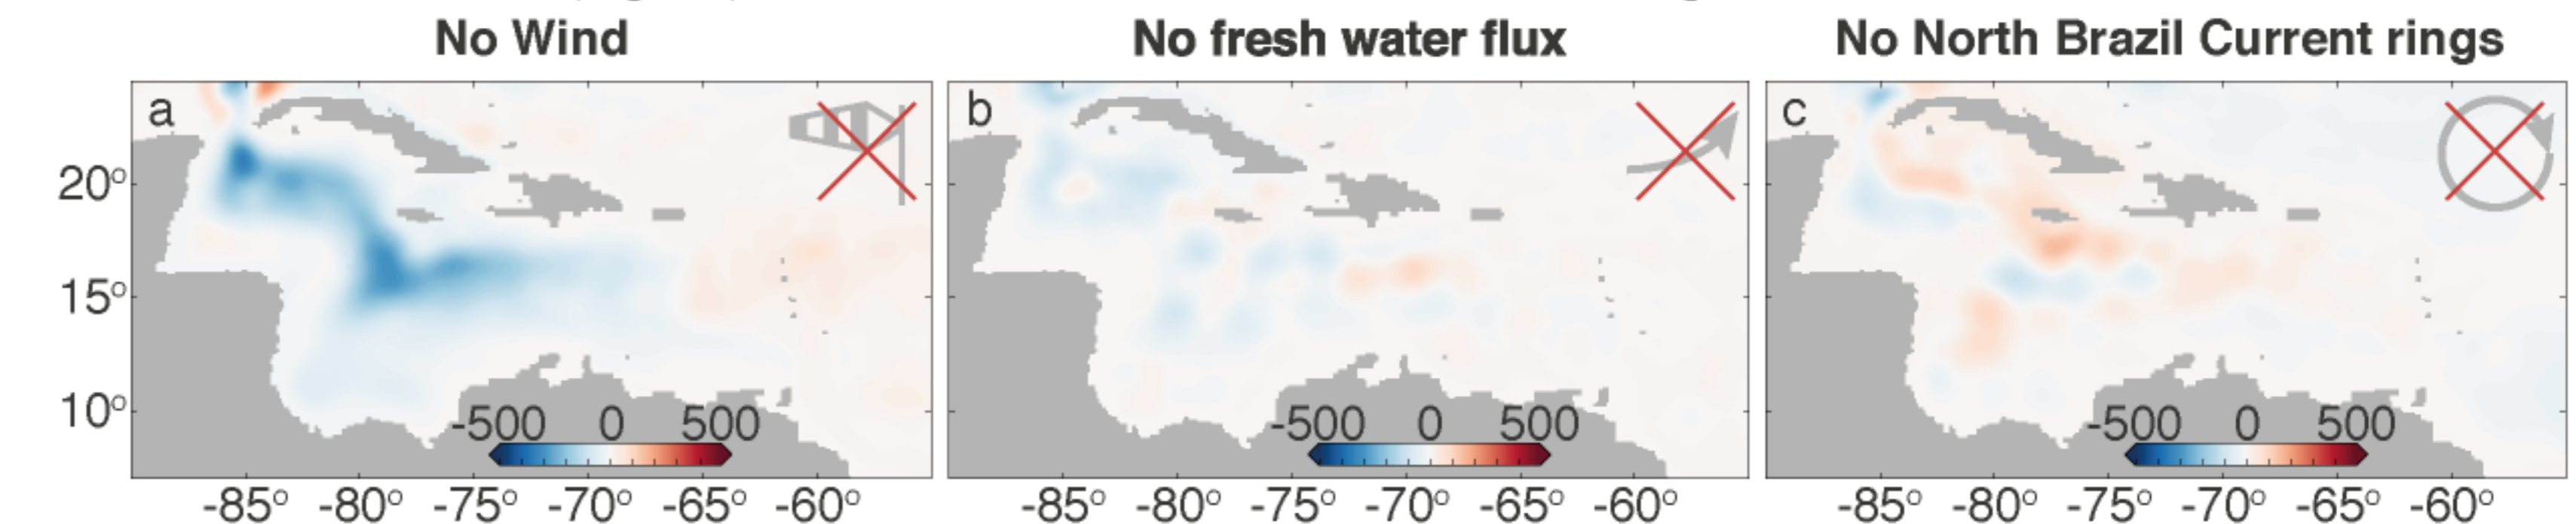 No Wind
No fresh water flux
No North Brazil Current rings
a
b
c
20°
15°
10°
-500 0 500
-500 0 500
-500 0 500
-85° -80° -75° -70° -65° -60°
-85° -80° -75° -70° -65° -60°
-85° -80° -75° -70° -65° -60°